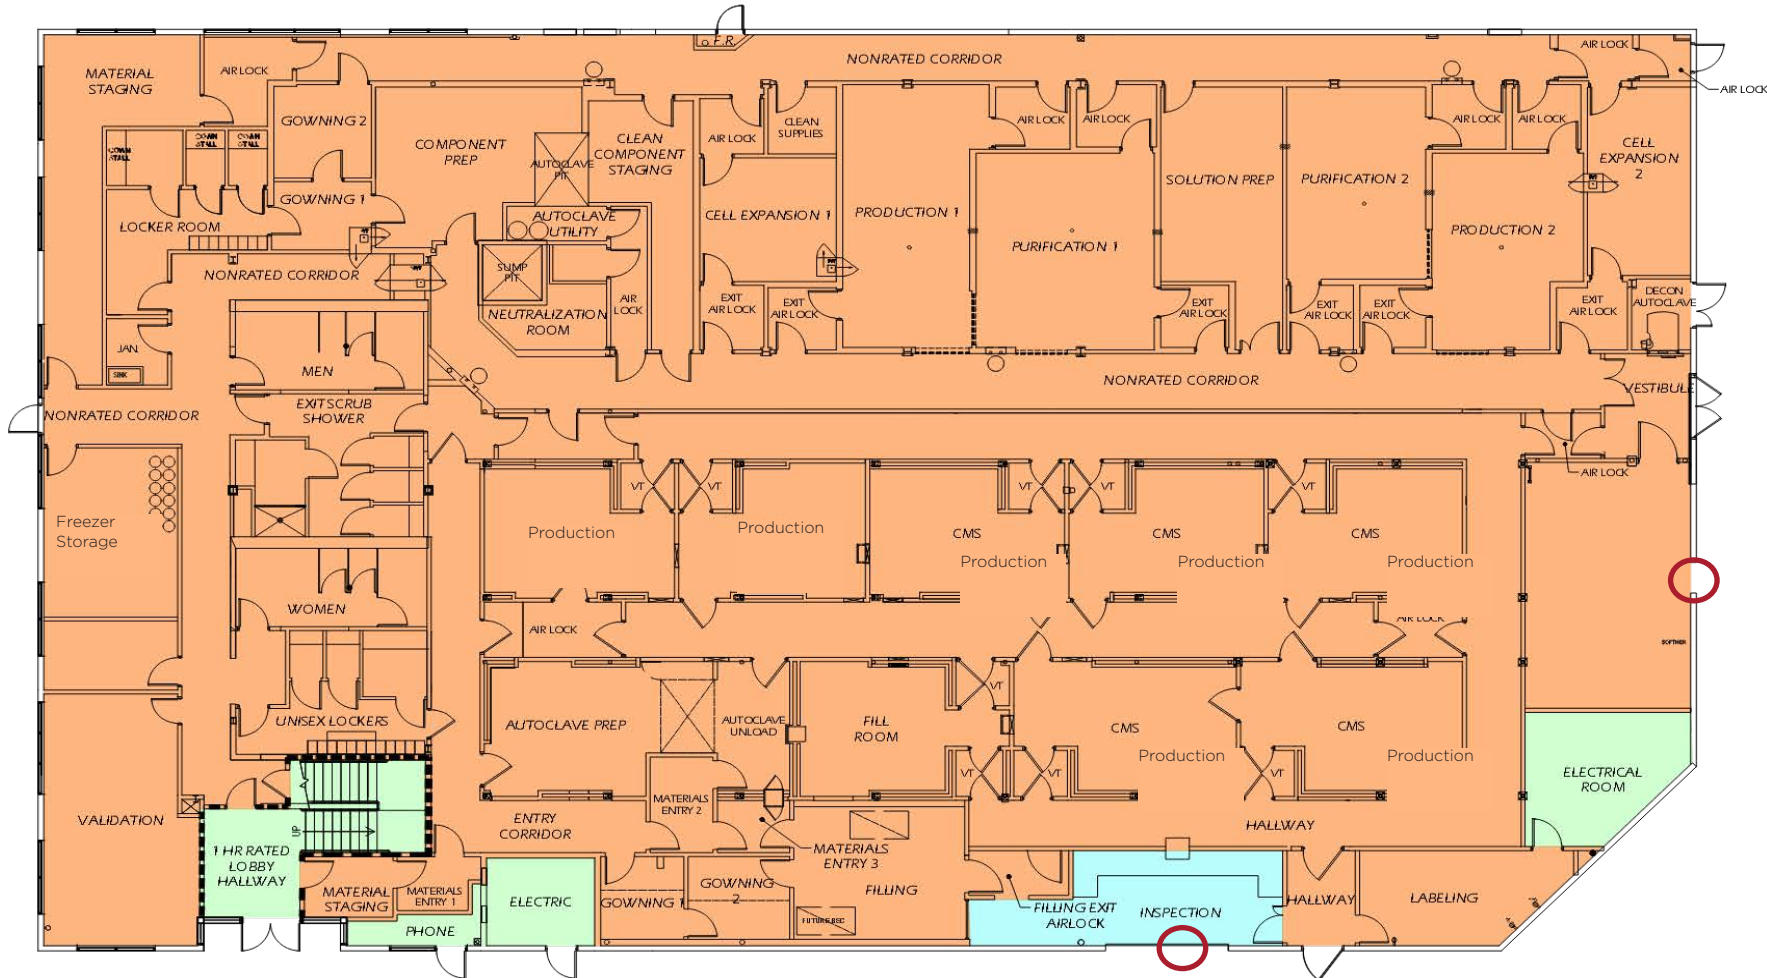 F.R.
NONRATED CORRIDOR
AIR LOCK
AIR LOCK
MATERIAL
STAGING
AIR LOCK
GOWNING 2
COMPONENT
PREP
AUTOCLAVE
PIT
CLEAN
COMPONENT
STAGING
AIR LOCK
CLEAN
SUPPLIES
AIR LOCK
AIR LOCK
AIR LOCK
AIR LOCK
CELL
EXPANSION
2
SOLUTION PREP
PURIFICATION 2
GOWNING 1
LOCKER ROOM
AUTOCLAVE
UTILITY
CELL EXPANSION 1
PRODUCTION 1
PURIFICATION 1
PRODUCTION 2
NONRATED CORRIDOR
SUMP
PIT
NEUTRALIZATION
ROOM
AIR
LOCK
EXIT
AIR LOCK
EXIT
AIR LOCK
EXIT
AIR LOCK
EXIT
AIR LOCK
EXIT
AIR LOCK
EXIT
AIR LOCK
DECON
AUTOCLAVE
JAN.
SINK
MEN
NONRATED CORRIDOR
VESTIBULE
EXIT SCRUB
SHOWER
NONRATED CORRIDOR
AIR LOCK
VT
VT
VT
VT
VT
Freezer
Storage
Production
Production
CMS
Production
CMS
Production
CMS
Production
WOMEN
AIR LOCK
AIR LOCK
SOFTNER
UNISEX LOCKERS
AUTOCLAVE PREP
AUTOCLAVE
UNLOAD
FILL
ROOM
VT
CMS
Production
CMS
Production
VT
VT
VT
ELECTRICAL
ROOM
MATERIALS
ENTRY 2
VALIDATION
UP
ENTRY
CORRIDOR
HALLWAY
1 HR RATED
LOBBY
HALLWAY
MATERIALS
ENTRY 3
MATERIAL
STAGING
MATERIALS
ENTRY 1
ELECTRIC
GOWNING 1
GOWNING
2
FILLING
FUTURE BSC
FILLING EXIT
AIRLOCK
INSPECTION
HALLWAY
LABELING
PHONE